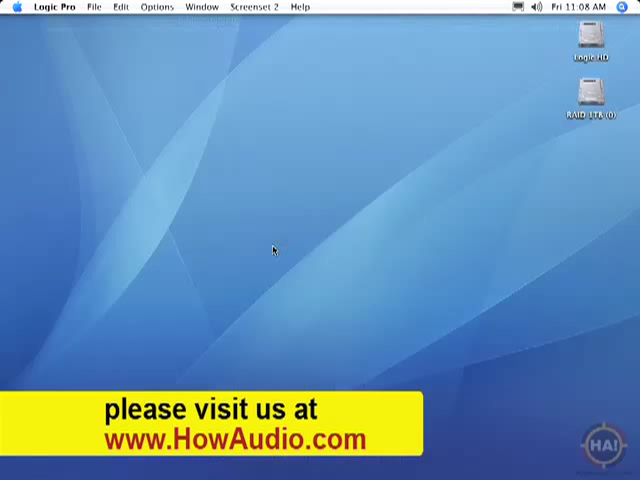 Logic Pro File Edit Options Window Screenset 2 Help Fri 11:08 AM
Logic HD
RAID 1TB (0)
please visit us at
www.HowAudio.com
HA!